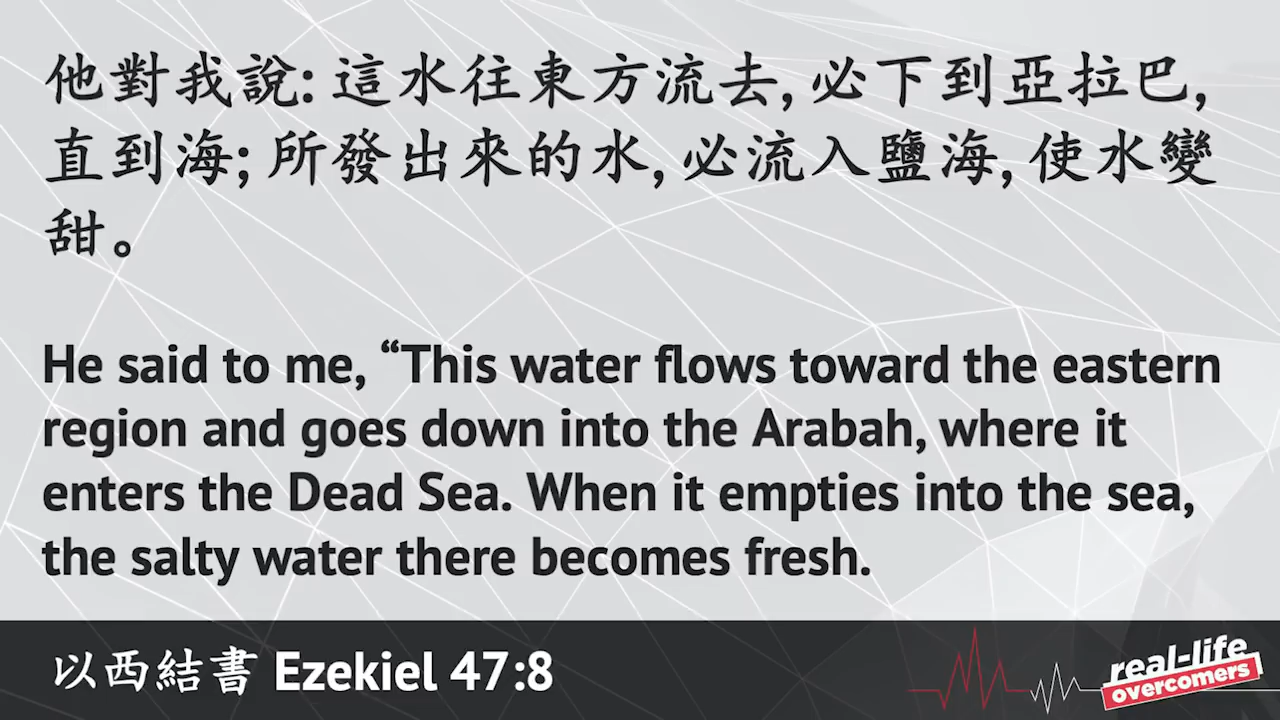 他對我說: 這水往東方流去, 必下到亞拉巴,
直到海; 所發出來的水, 必流入鹽海, 使水變
甜。
He said to me, “This water flows toward the eastern
region and goes down into the Arabah, where it
enters the Dead Sea. When it empties into the sea,
the salty water there becomes fresh.
以西結書 Ezekiel 47:8
real-life
overcomers